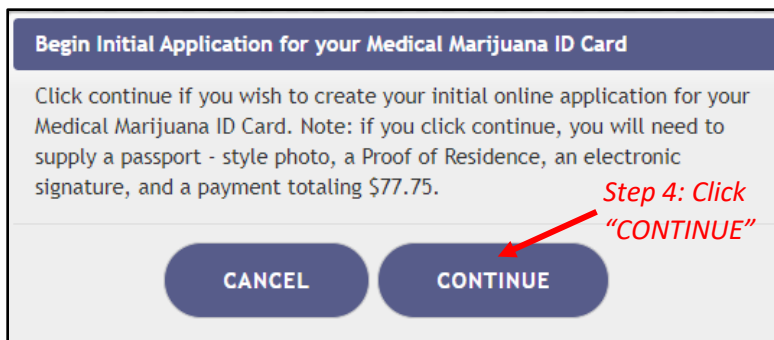 Begin Initial Application for your Medical Marijuana ID Card
Click continue if you wish to create your initial online application for your
Medical Marijuana ID Card. Note: if you click continue, you will need to
supply a passport - style photo, a Proof of Residence, an electronic
signature, and a payment totaling $77.75.
Step 4: Click
“CONTINUE”
CANCEL
CONTINUE